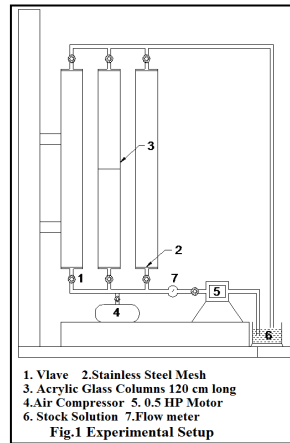 3
2
1
7
5
4
6
1. Vlave 2.Stainless Steel Mesh
3. Acrylic Glass Columns 120 cm long
4.Air Compressor 5. 0.5 HP Motor
6. Stock Solution 7.Flow meter
Fig.1 Experimental Setup